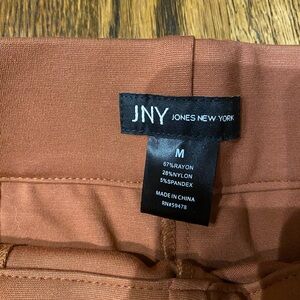 JNY JONES NEW YORK
M
67%RAYON
28%NYLON
5%SPANDEX
MADE IN CHINA
RN#59478